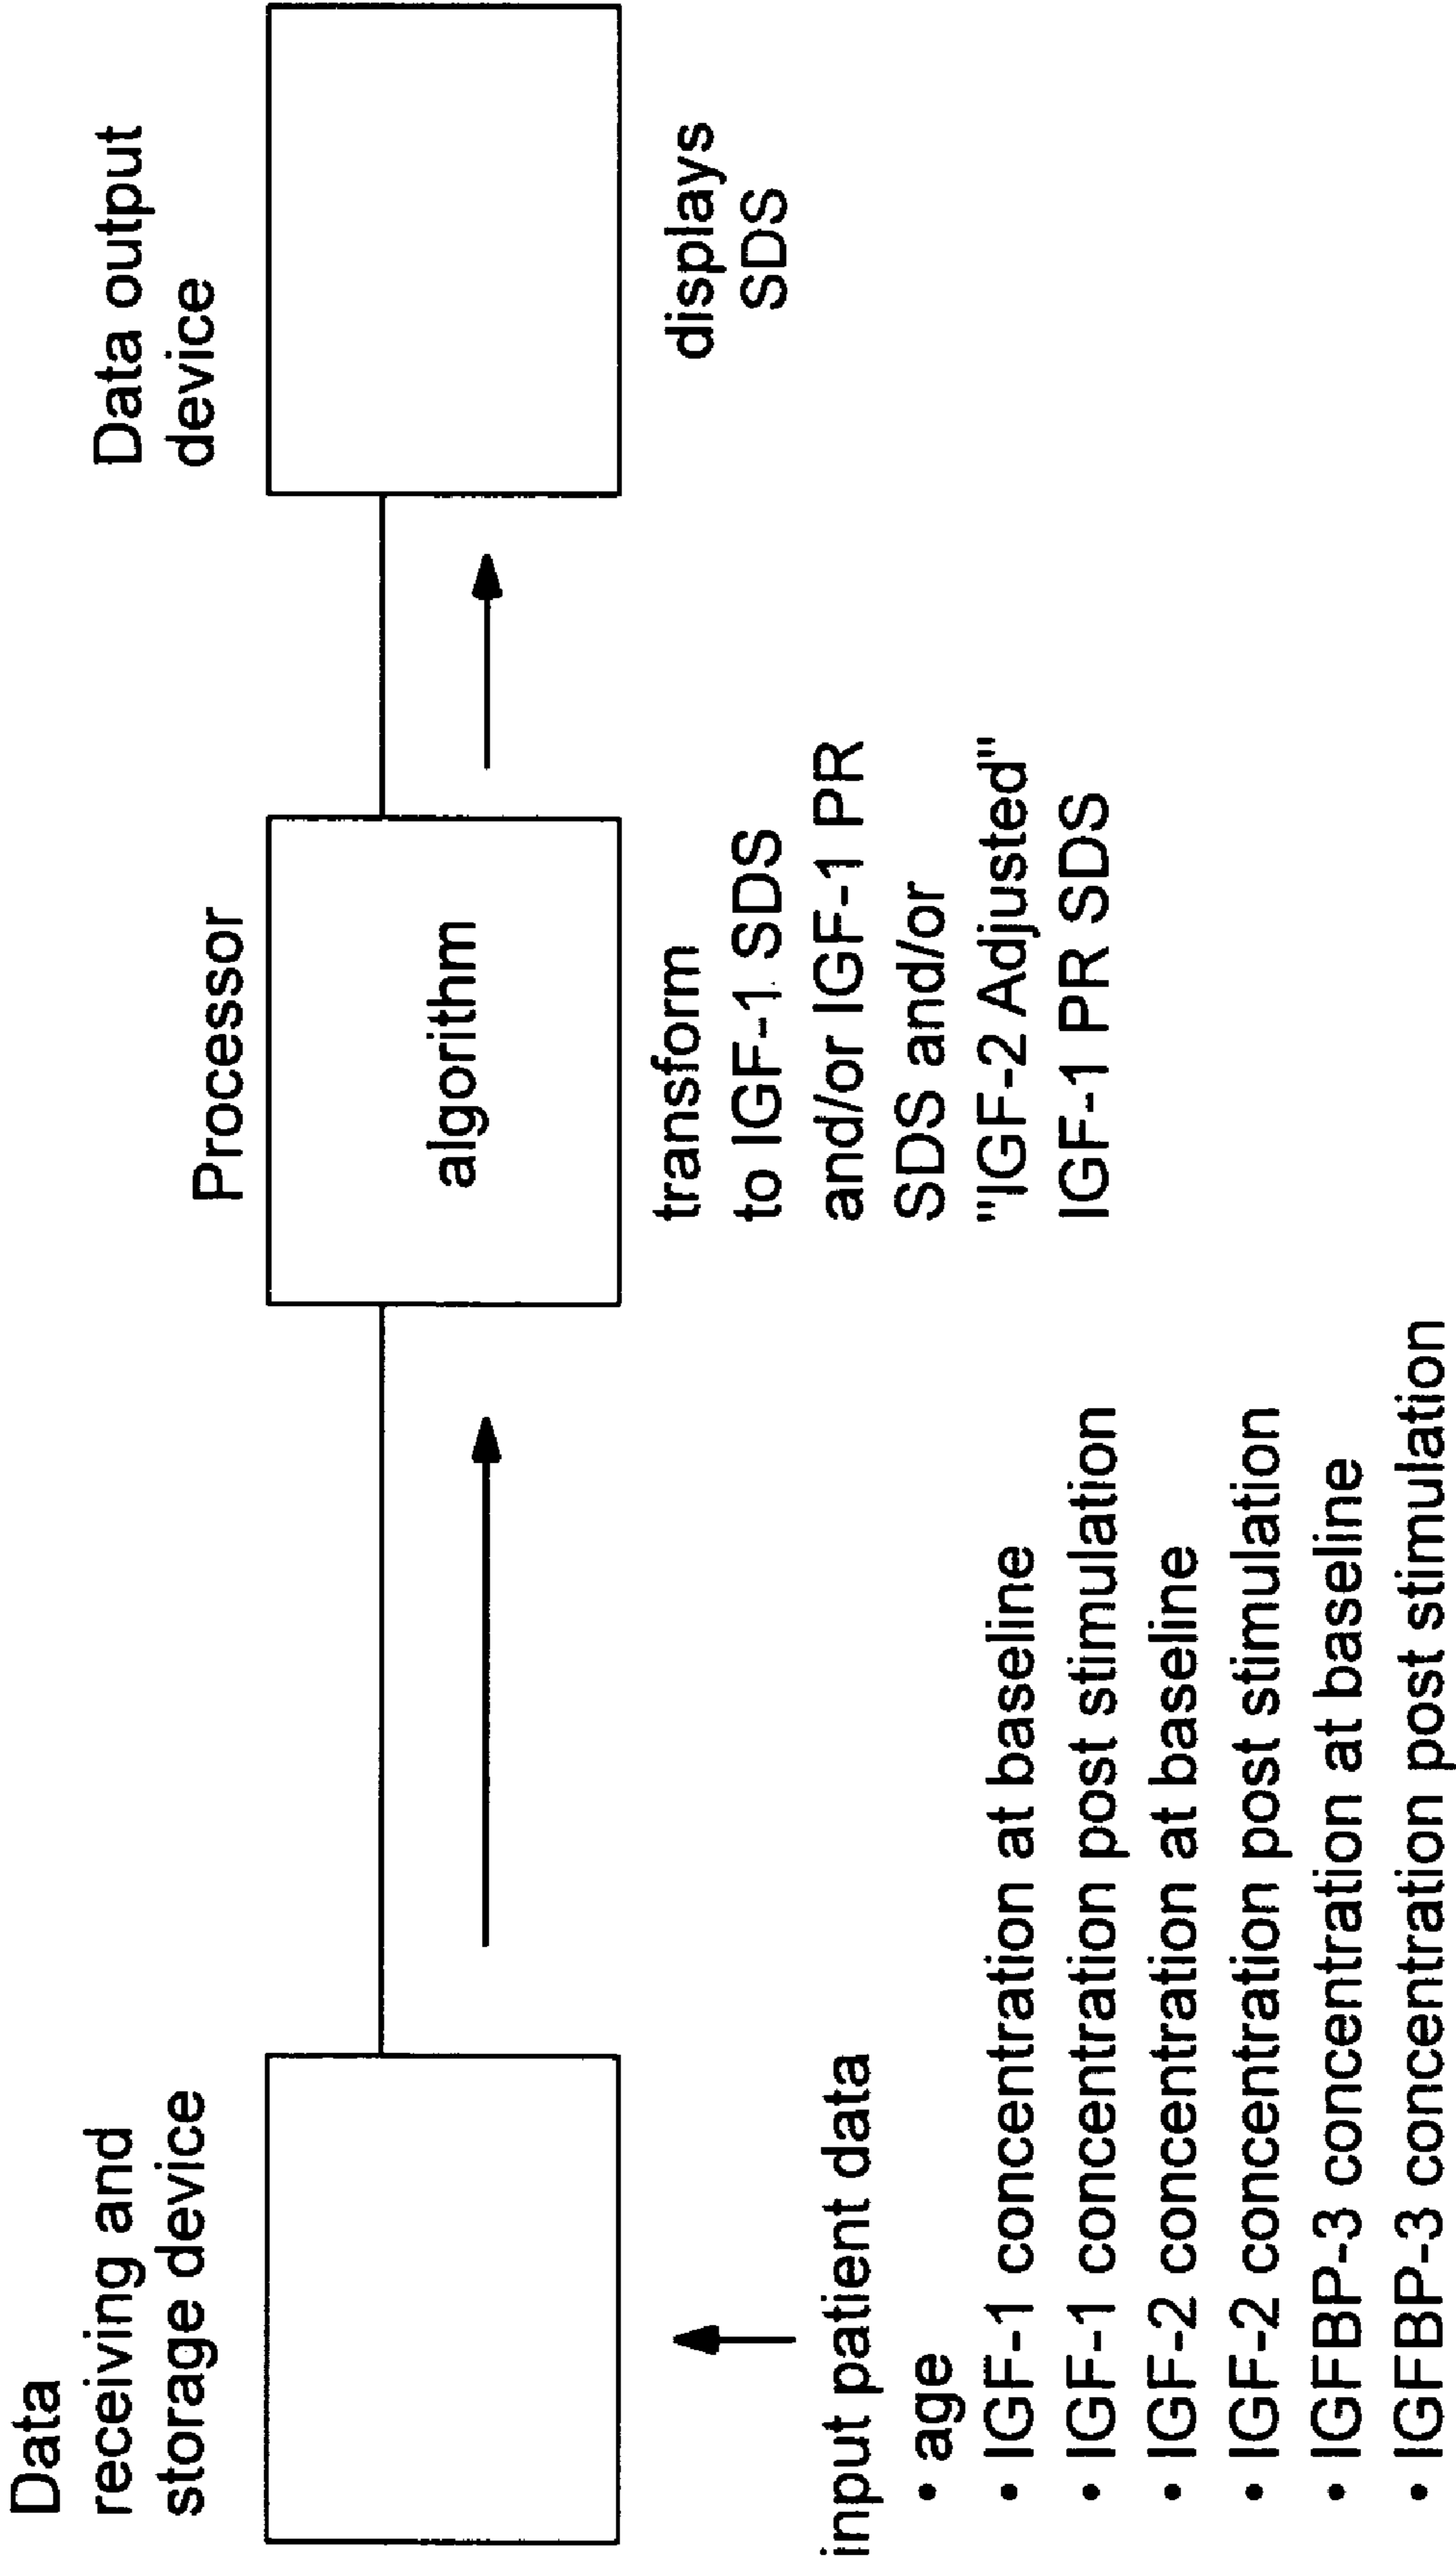 Data
receiving and
storage device
input patient data
• age
• IGF-1 concentration at baseline
• IGF-1 concentration post stimulation
• IGF-2 concentration at baseline
• IGF-2 concentration post stimulation
• IGFBP-3 concentration at baseline
• IGFBP-3 concentration post stimulation
Processor
algorithm
transform
to IGF-1 SDS
and/or IGF-1 PR
SDS and/or
"IGF-2 Adjusted"
IGF-1 PR SDS
Data output
device
displays
SDS